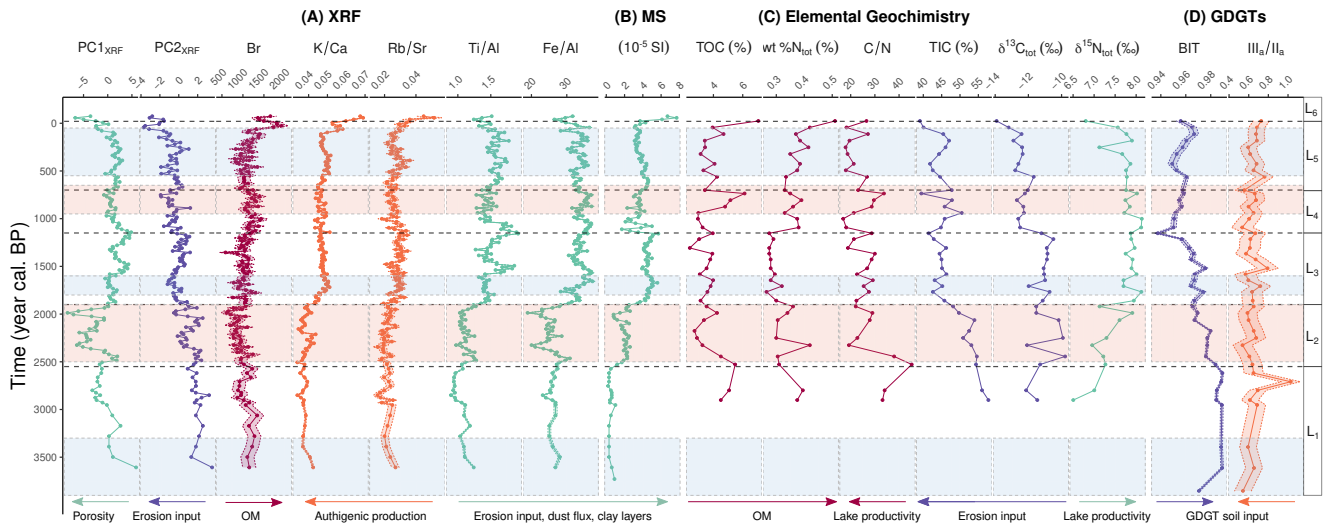 (A) XRF (B) MS (C) Elemental Geochimistry (D) GDGTs
PC1XRF PC2XRF Br K/Ca Rb/Sr Ti/Al Fe/Al (10-5 SI) TOC (%) wt %Ntot (%) C/N TIC (%) δ13Ctot (‰) δ15Ntot (‰) BIT IIIa/IIa
-5 0 5 -4 -2 0 2 500 1000 1500 2000 0.04 0.05 0.06 0.07 0.02 0.04 1.0 1.5 20 30 0 2 4 6 8 4 6 0.3 0.4 0.5 20 30 40 40 45 50 55 -14 -12 -10 6.5 7.0 7.5 8.0 0.94 0.96 0.98 0.4 0.6 0.8 1.0
Time (year cal. BP)
L6
0
L5
500
L4
1000
L3
1500
2000
L2
2500
3000
L1
3500
Porosity Erosion input OM Authigenic production Erosion input, dust flux, clay layers OM Lake productivity Erosion input Lake productivity GDGT soil input